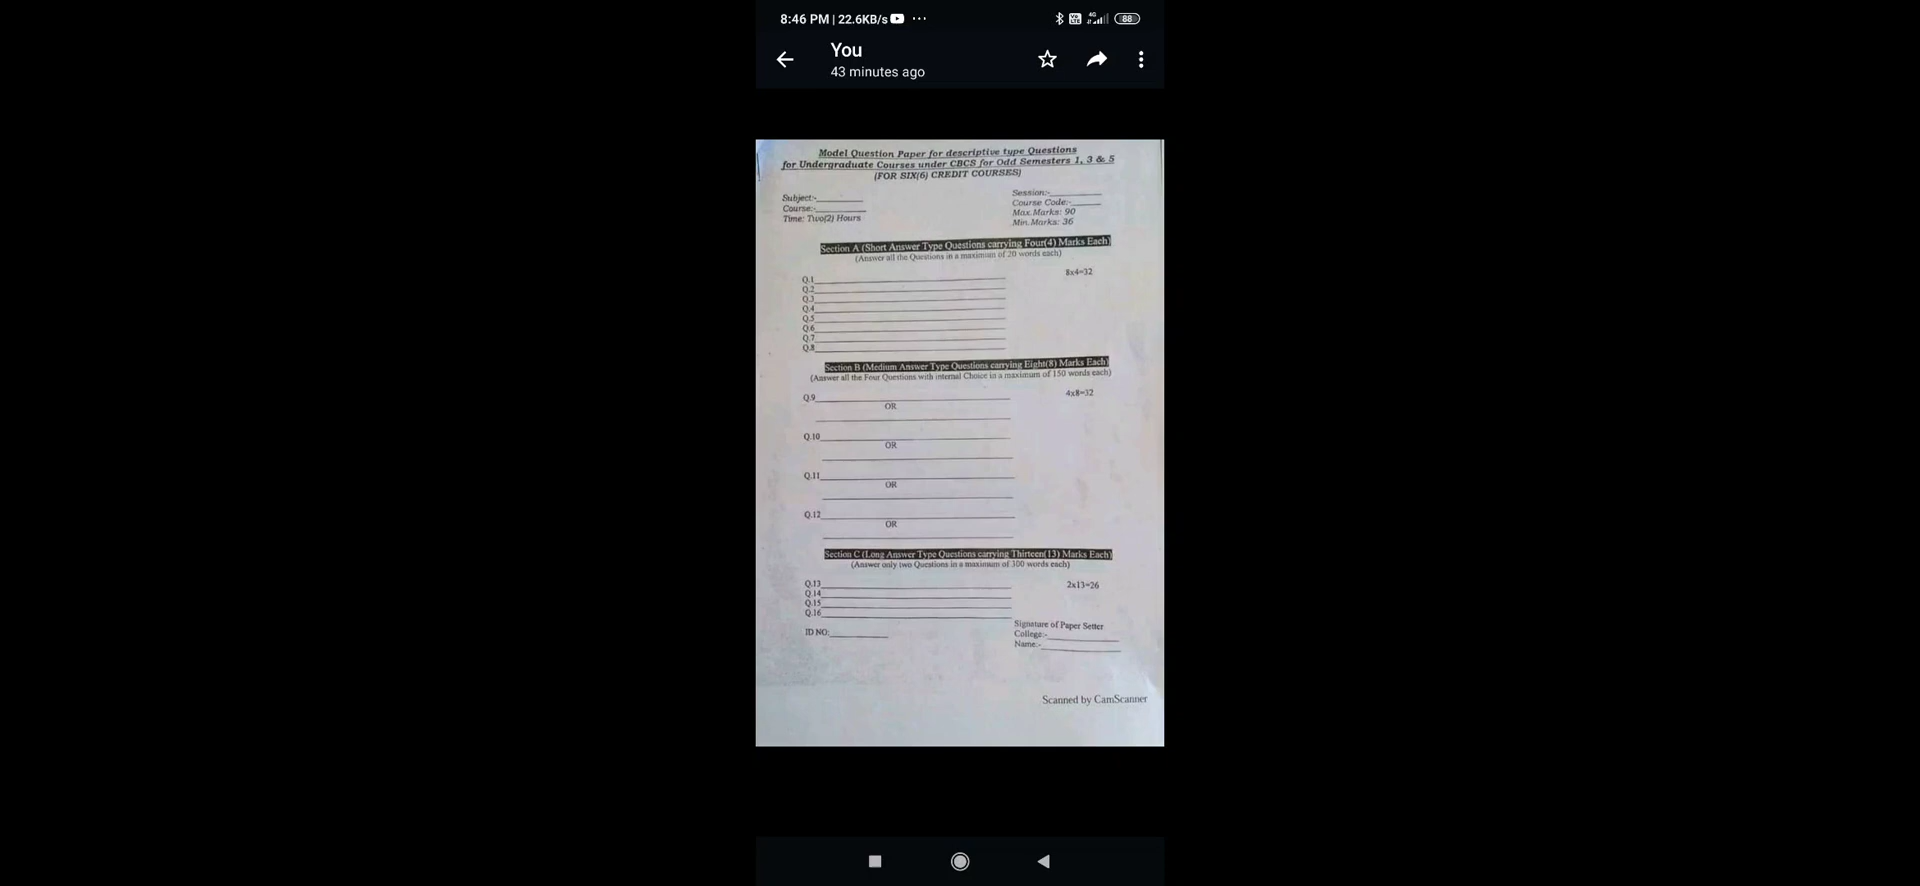 8:46 PM | 22.6KB/s ...
4G
88
You
43 minutes ago
Model Question Paper for descriptive type Questions
for Undergraduate Courses under CBCS for Odd Semesters 1, 3 & 5
(FOR SIX(6) CREDIT COURSES)
Subject:-
Session:-
Course:-
Course Code:-
Time: Two(2) Hours
Max.Marks: 90
Min.Marks: 36
Section A (Short Answer Type Questions carrying Four(4) Marks Each)
(Answer all the Questions in a maximum of 20 words each)
8x4=32
Q.1
Q.2
Q.3
Q.4
Q.5
Q.6
Q.7
Q.8
Section B (Medium Answer Type Questions carrying Eight(8) Marks Each)
(Answer all the Four Questions with internal Choice in a maximum of 150 words each)
4x8=32
Q.9
OR
Q.10
OR
Q.11
OR
Q.12
OR
Section C (Long Answer Type Questions carrying Thirteen(13) Marks Each)
(Answer only two Questions in a maximum of 300 words each)
2x13=26
Q.13
Q.14
Q.15
Q.16
Signature of Paper Setter
ID NO:
College:-
Name:-
Scanned by CamScanner